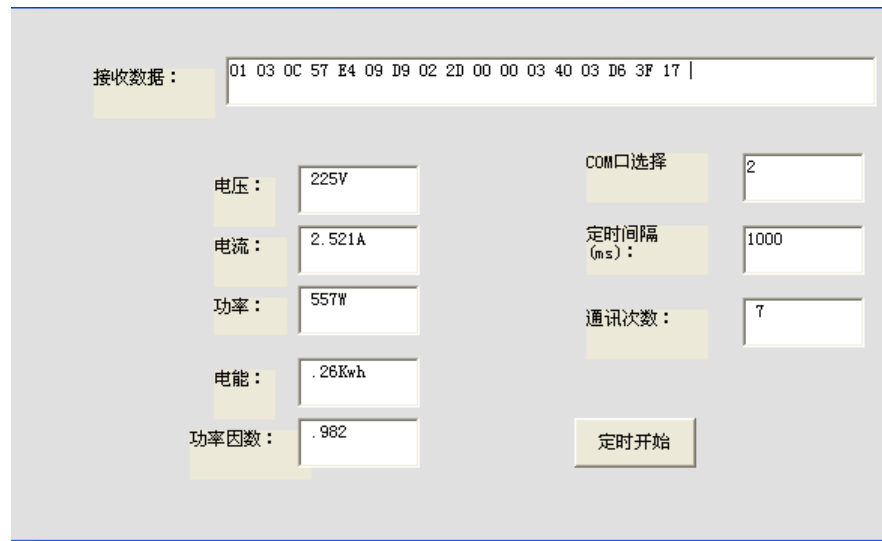 接收数据：
01 03 0C 57 E4 09 D9 02 2D 00 00 03 40 03 D6 3F 17
电压：
225V
电流：
2.521A
功率：
557W
电能：
.26Kwh
功率因数：
.982
COM口选择
2
定时间隔
(ms)：
1000
通讯次数：
7
定时开始